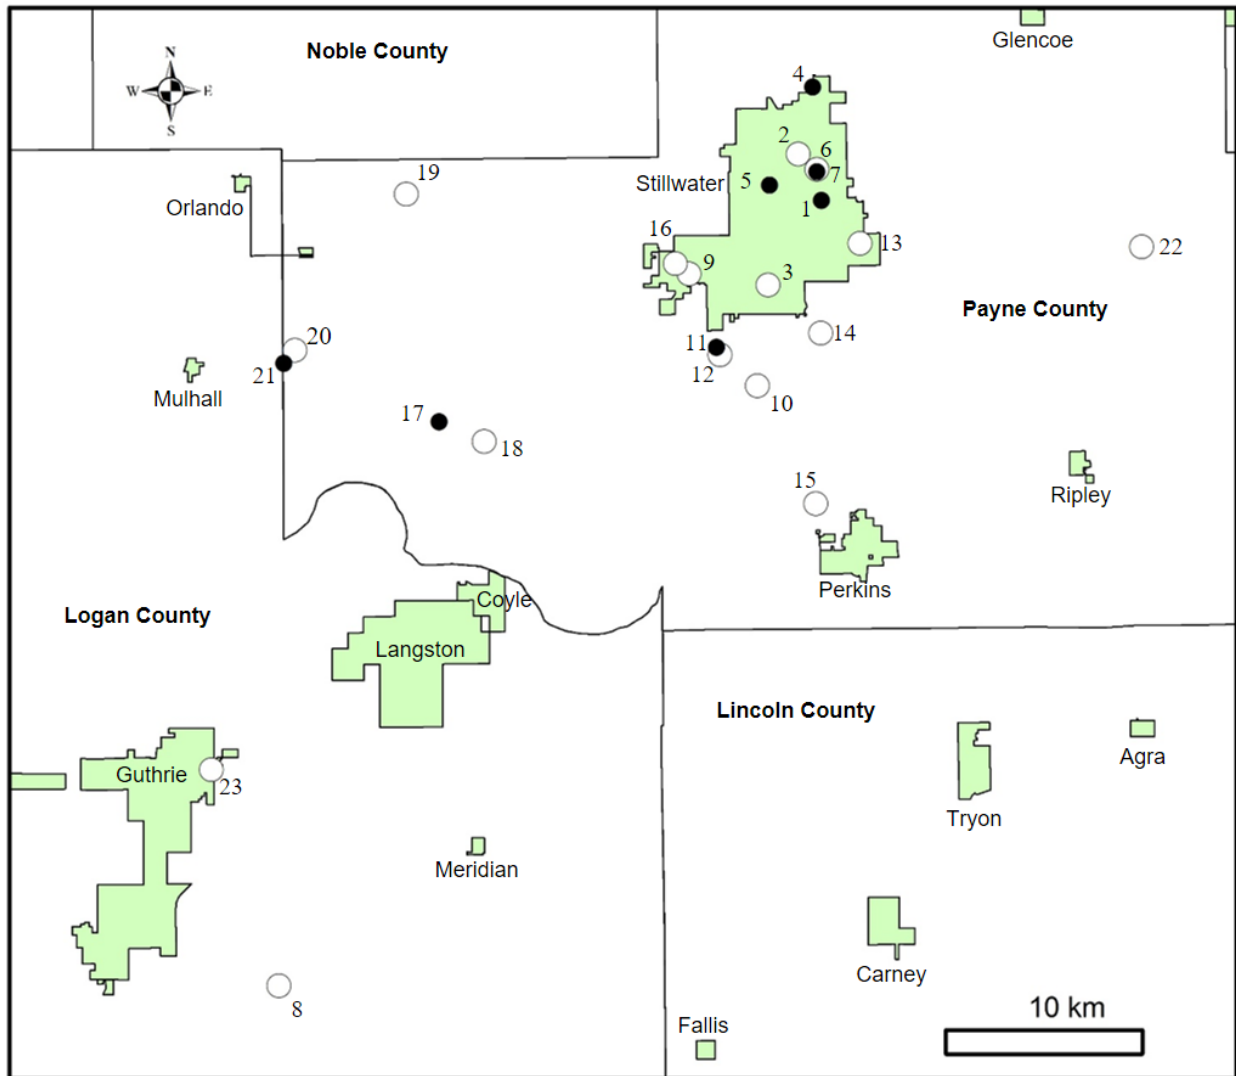 Glencoe
Noble County
N
W E
S
4
2
6
7
5
1
19
Stillwater
Orlando
16
9
3
13
22
Payne County
20
21
Mulhall
11
12
14
10
17
18
15
Ripley
Perkins
Coyle
Logan County
Langston
Lincoln County
Agra
Guthrie
23
Tryon
Meridian
Carney
8
10 km
Fallis